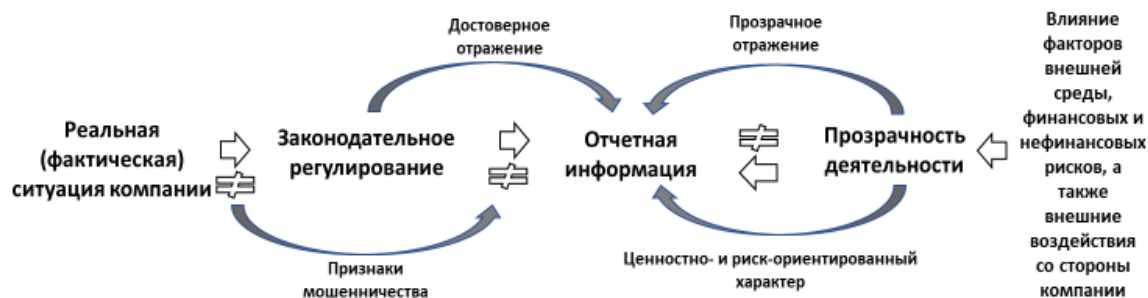 Достоверное
отражение
Прозрачное
отражение
Реальная
(фактическая)
ситуация компании
Законодательное
регулирование
Отчетная
информация
Прозрачность
деятельности
Влияние
факторов
внешней
среды,
финансовых и
нефинансовых
рисков, а
также
внешние
воздействия
со стороны
компании
Признаки
мошенничества
Ценностно- и риск-ориентированный
характер